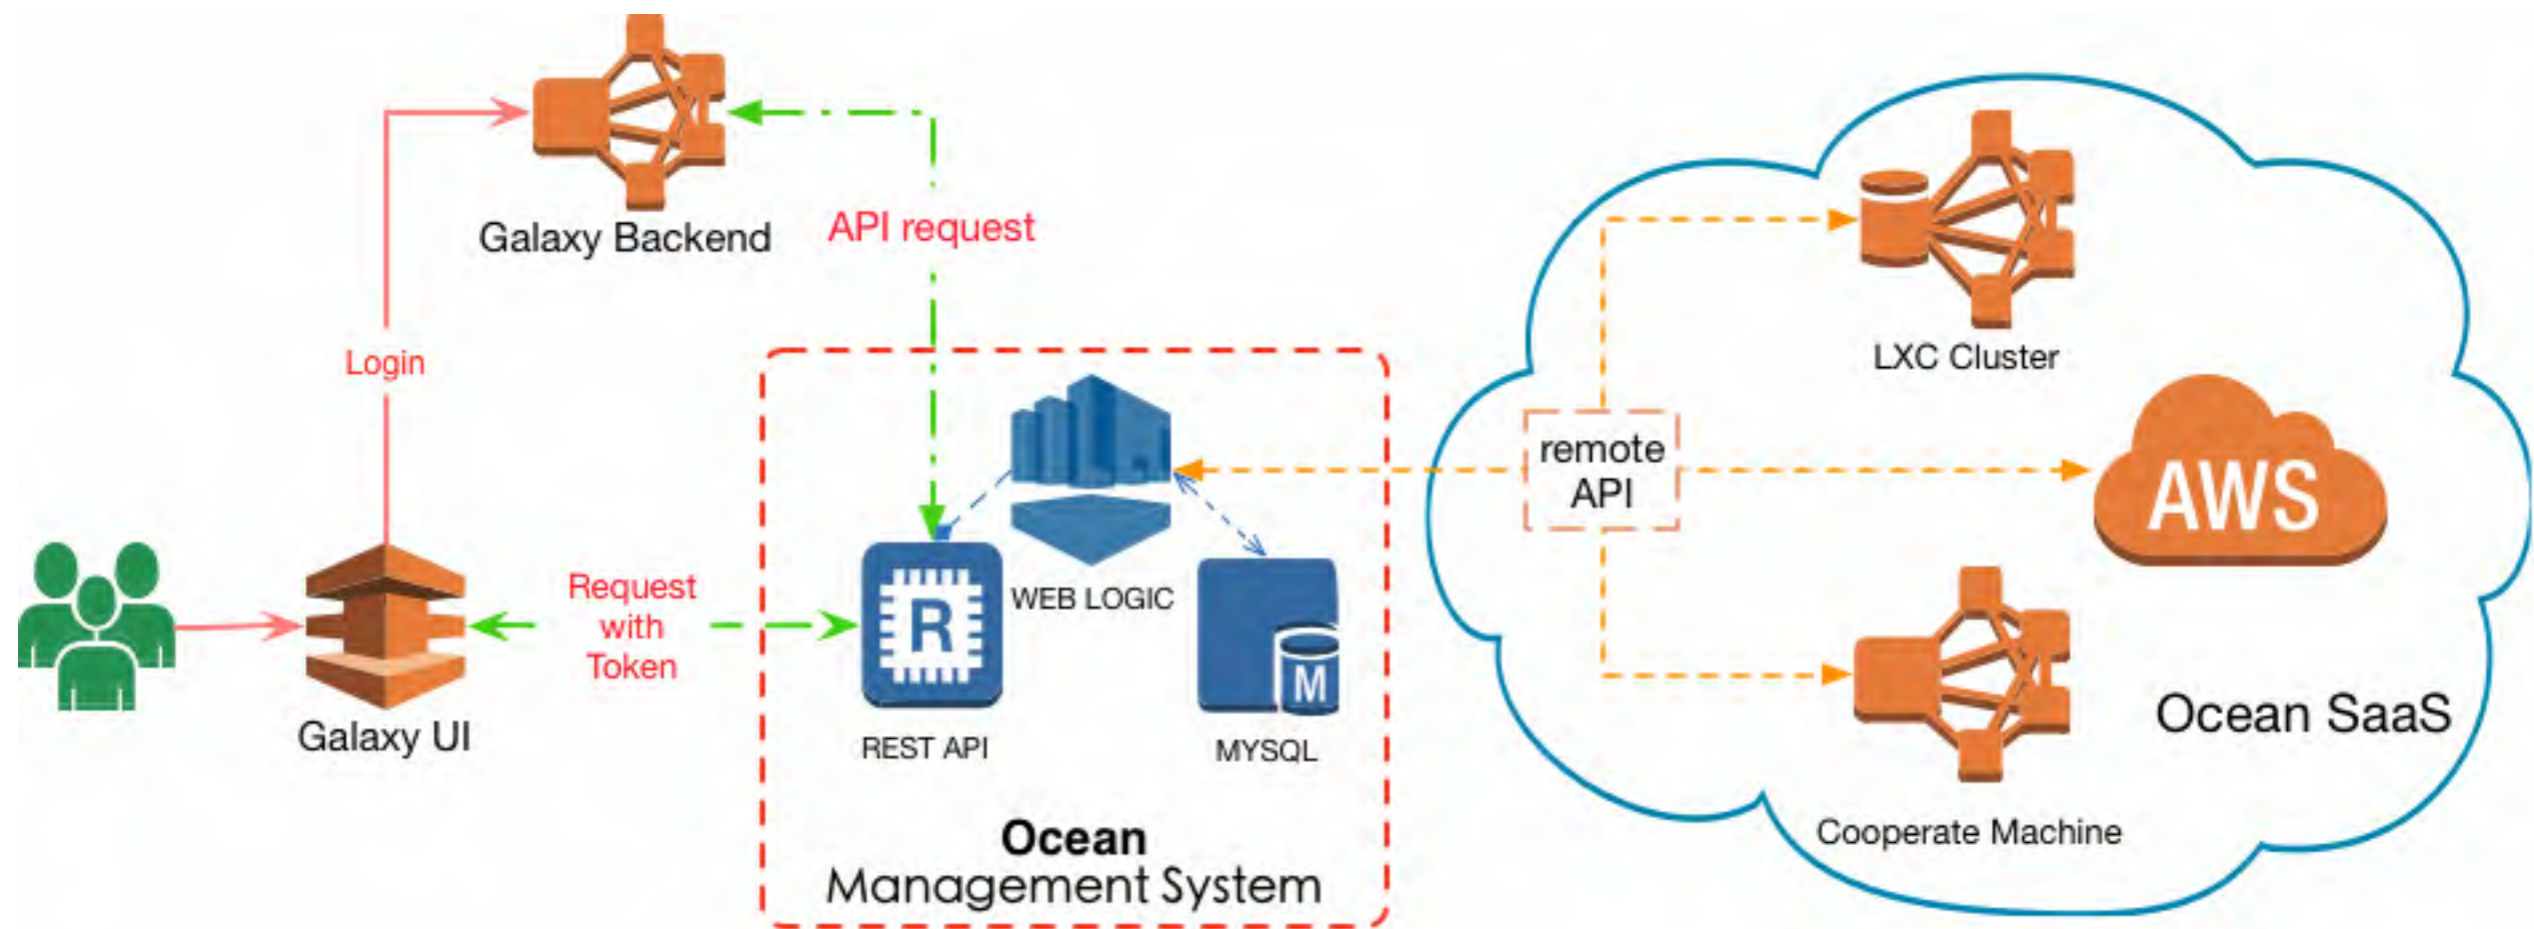 Galaxy Backend
API request
Login
Request
with
Token
Galaxy UI
R
WEB LOGIC
M
REST API
MYSQL
Ocean
Management System
remote
API
LXC Cluster
AWS
Ocean SaaS
Cooperate Machine